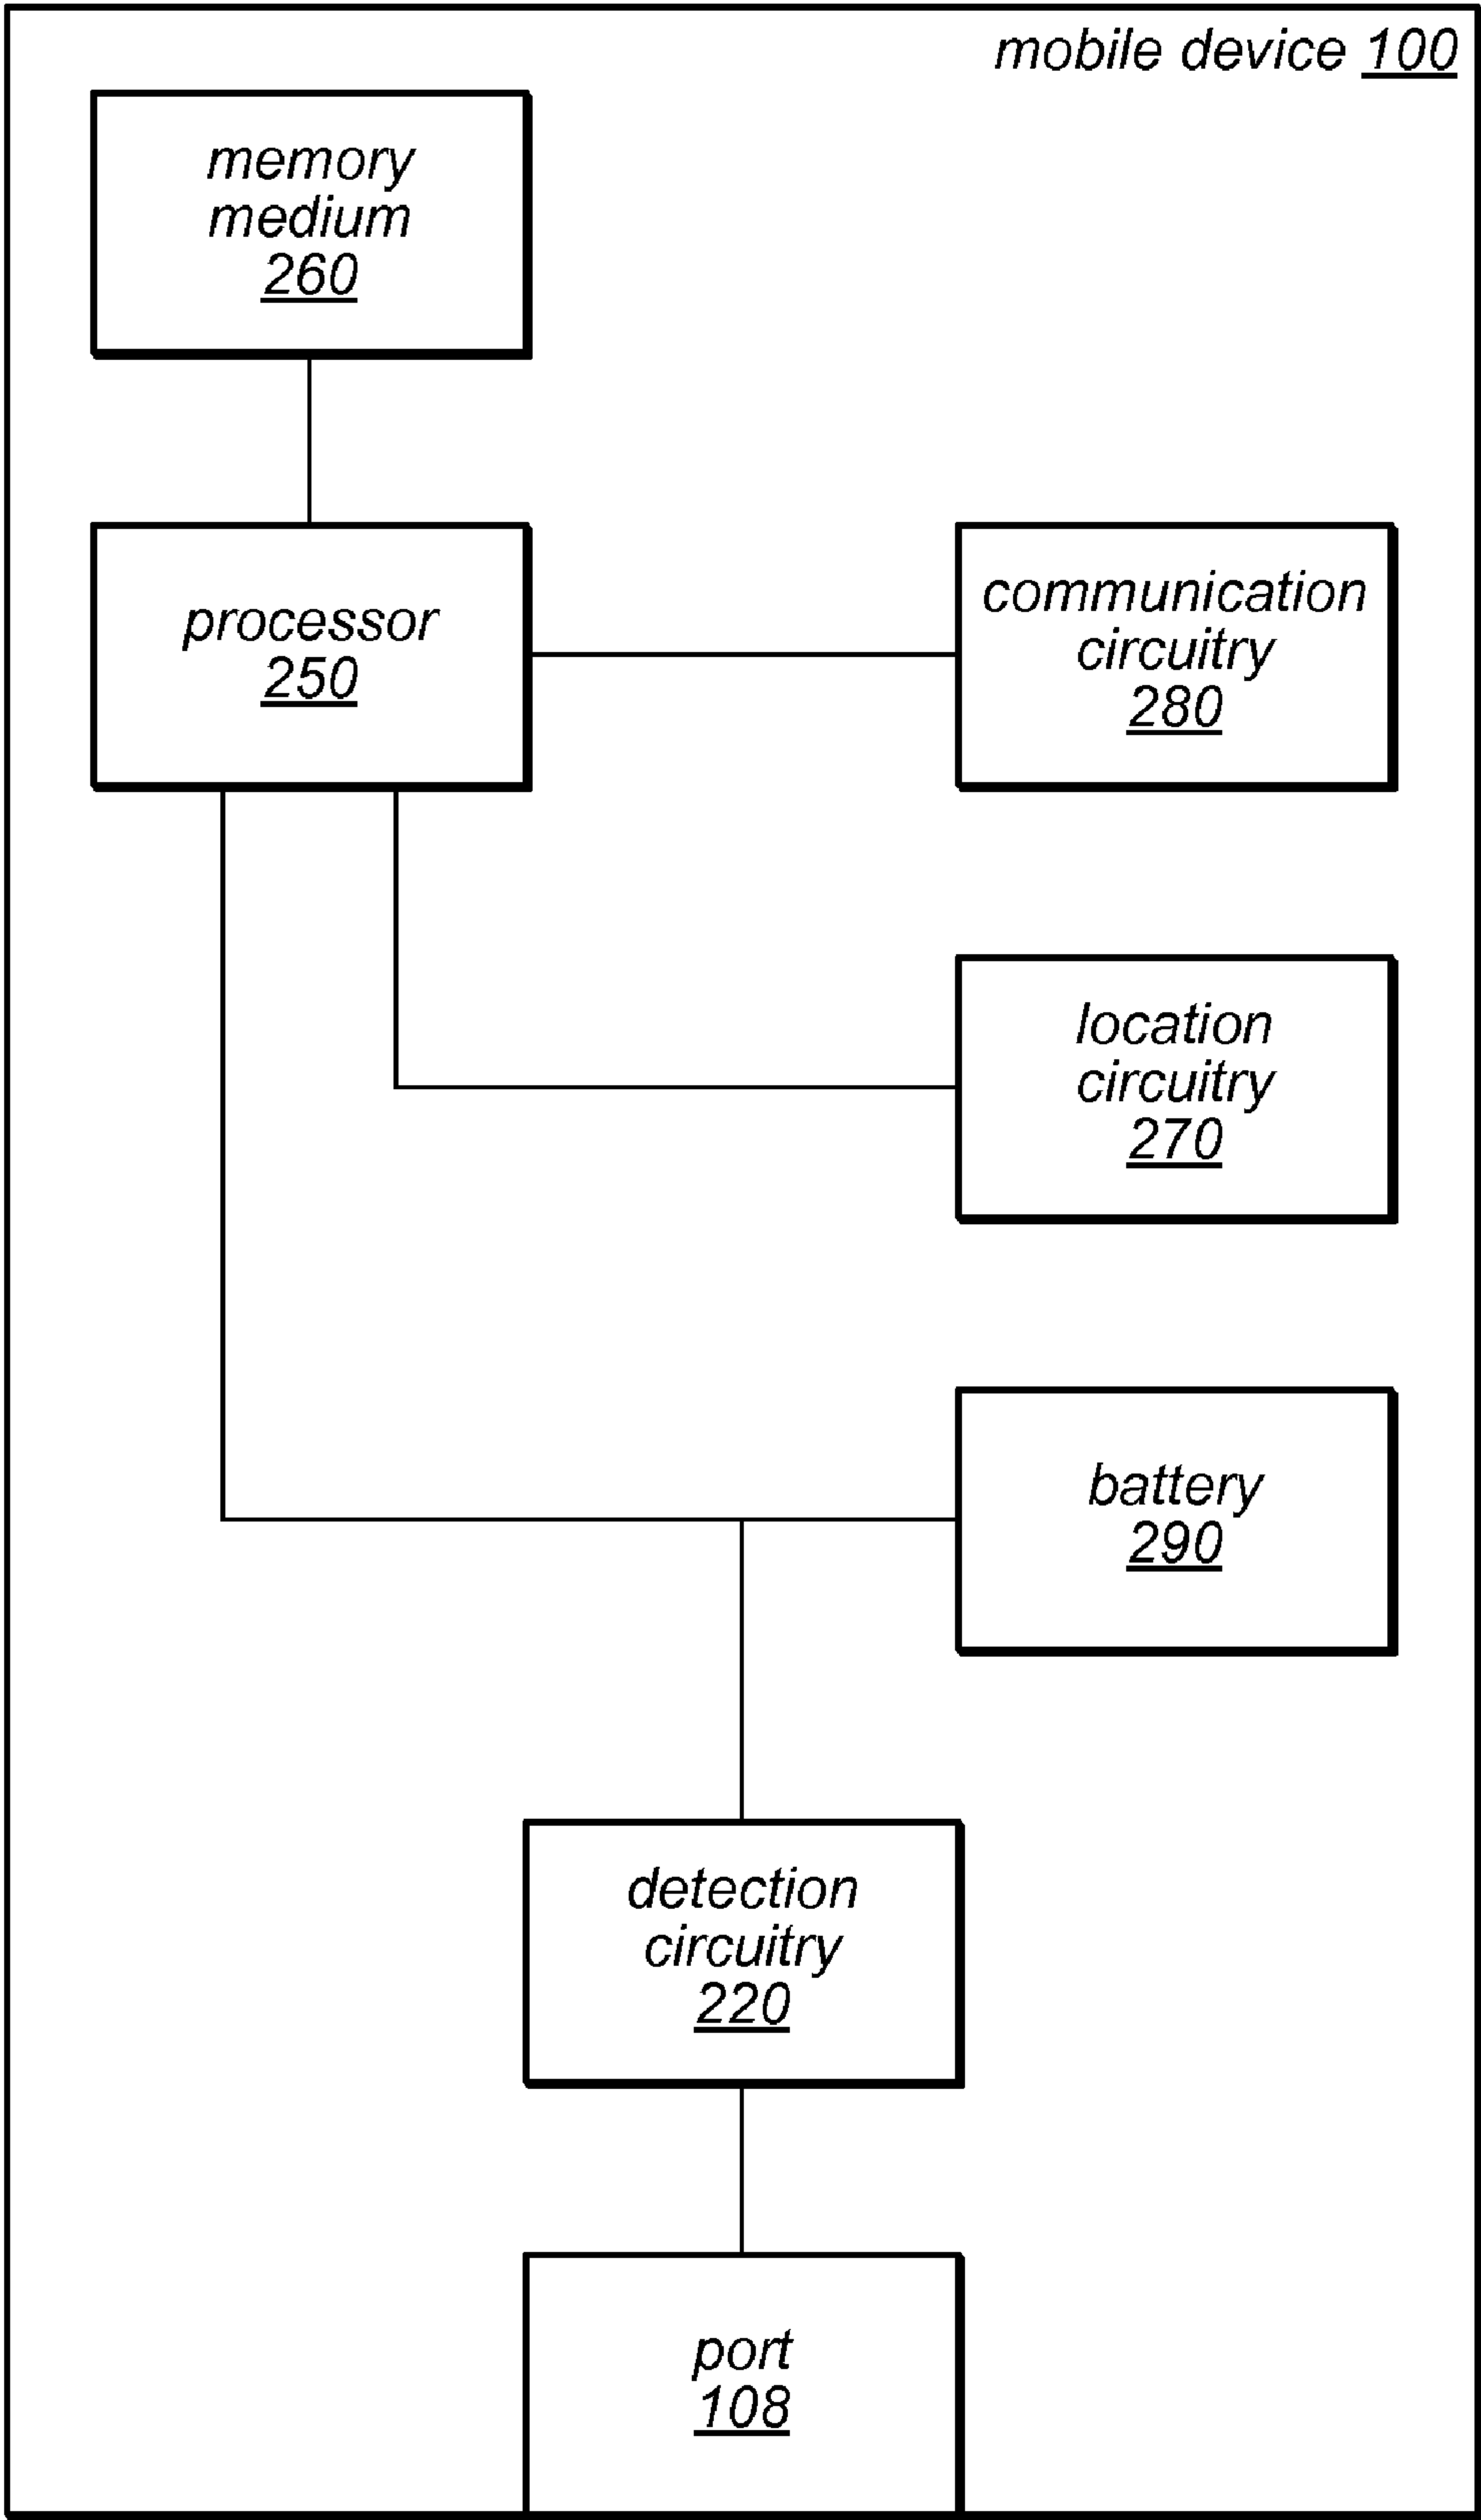 mobile device 100
memory
medium
260
processor
250
communication
circuitry
280
location
circuitry
270
battery
290
detection
circuitry
220
port
108